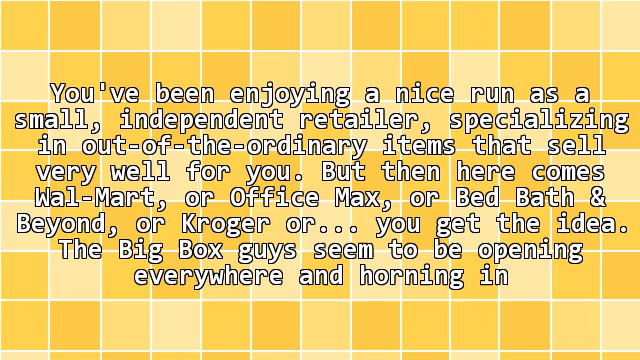 You've been enjoying a nice run as a
small, independent retailer, specializing
in out-of-the-ordinary items that sell
very well for you. But then here comes
Wal-Mart, or Office Max, or Bed Bath &
Beyond, or Kroger or... you get the idea.
The Big Box guys seem to be opening
everywhere and horning in